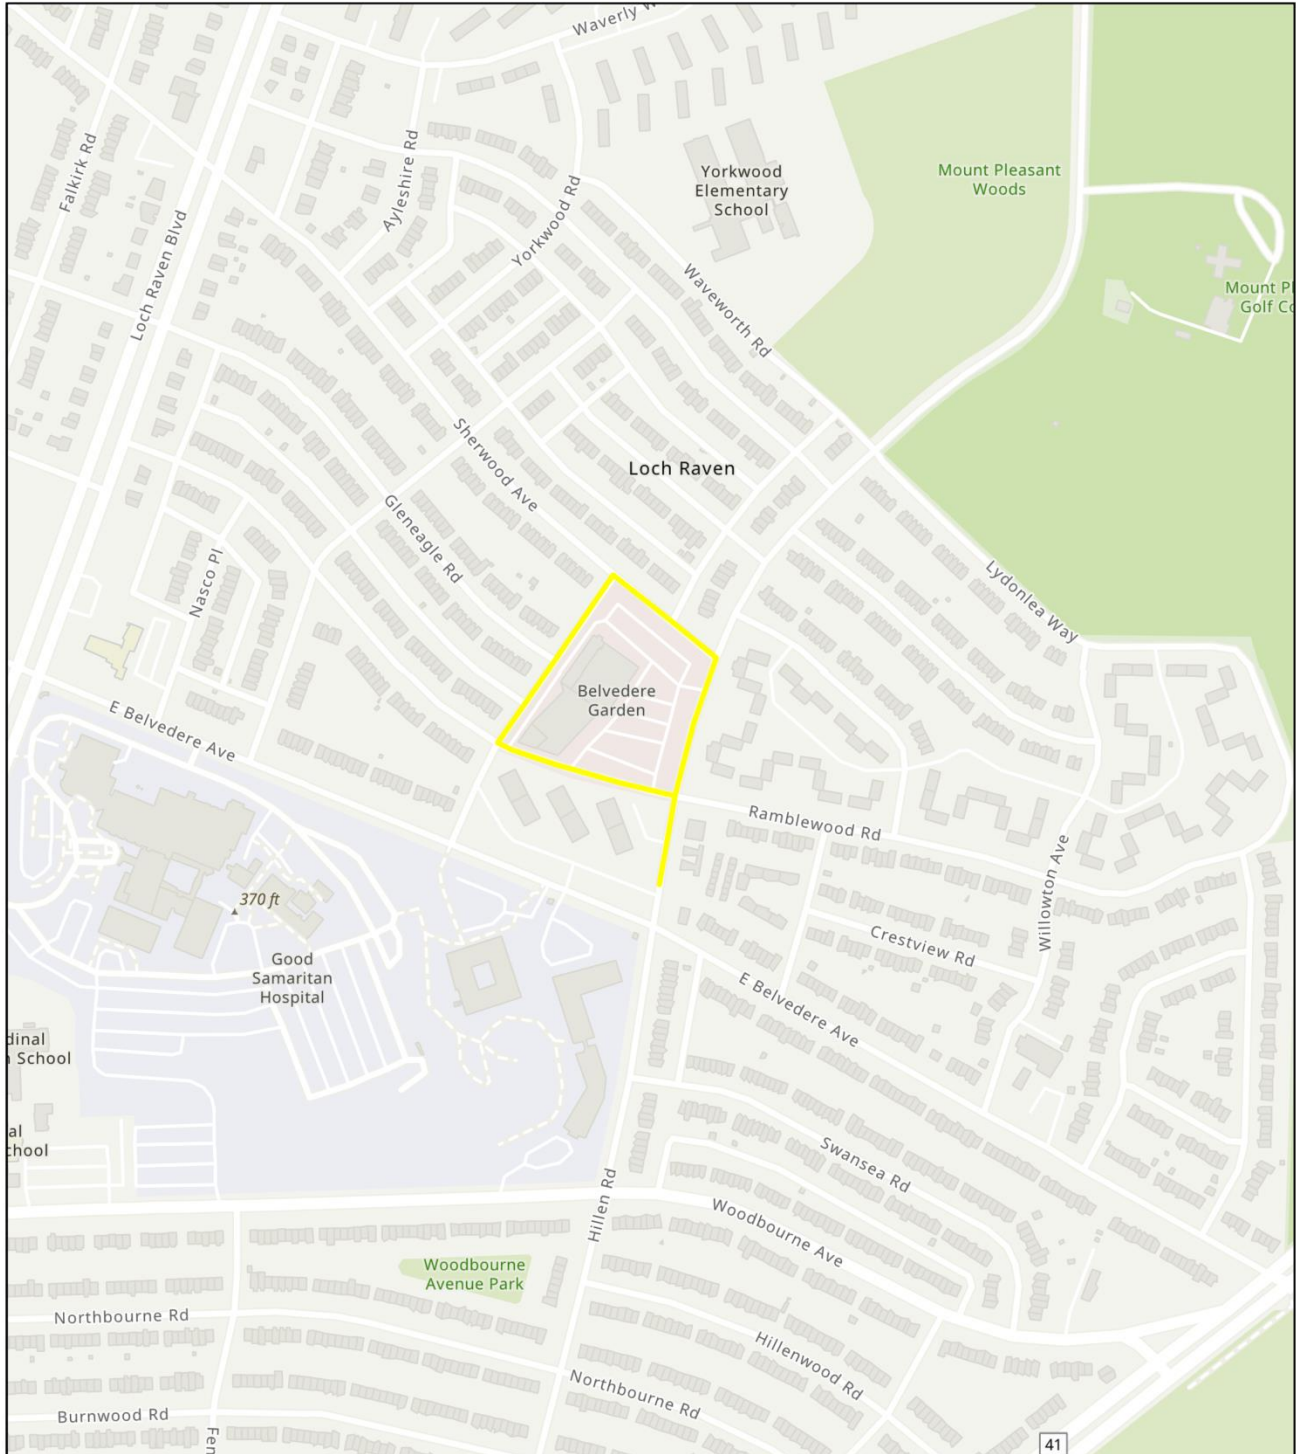 Waverly W
Falkirk Rd
Ayleshire Rd
Yorkwood
Elementary
School
Mount Pleasant
Woods
Yorkwood Rd
Loch Raven Blvd
Waveworth Rd
Mount Pl
Golf Co
Sherwood Ave
Loch Raven
Gleneagle Rd
Nasco Pl
Lydonlea Way
Belvedere
Garden
E Belvedere Ave
Ramblewood Rd
Willowton Ave
370 ft
Crestview Rd
Good
Samaritan
Hospital
E Belvedere Ave
dinal
n School
al
chool
Swansea Rd
Hillen Rd
Woodbourne Ave
Woodbourne
Avenue Park
Northbourne Rd
Hillenwood Rd
Northbourne Rd
Burnwood Rd
Fen
41